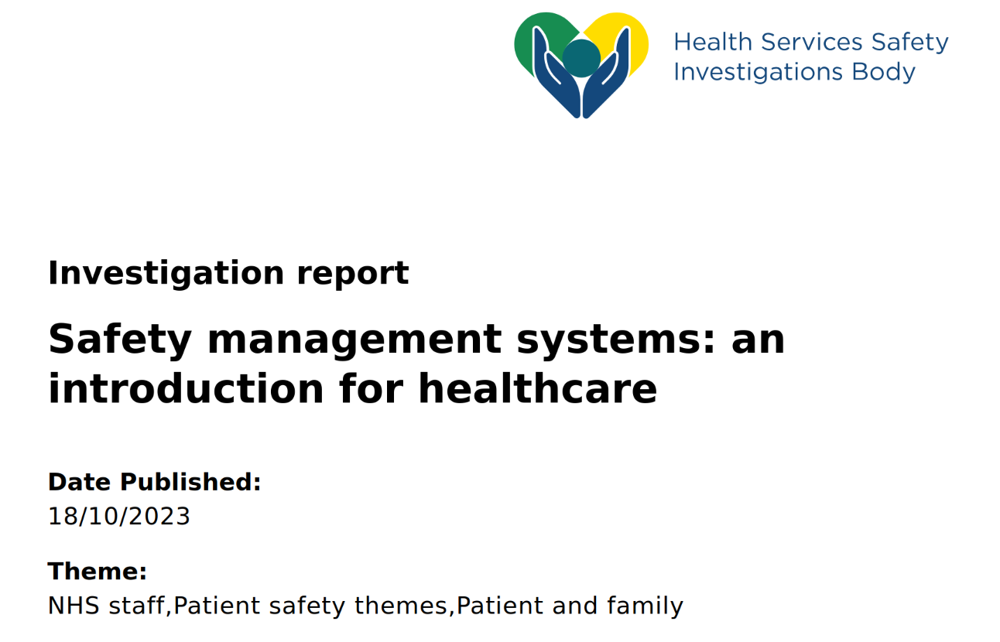 Health Services Safety
Investigations Body
Investigation report
Safety management systems: an
introduction for healthcare
Date Published:
18/10/2023
Theme:
NHS staff,Patient safety themes,Patient and family